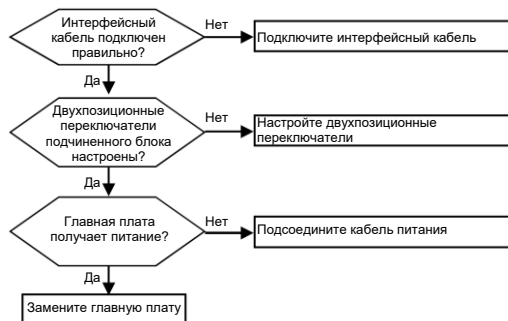 Интерфейсный
кабель подключен
правильно?
Нет
Подключите интерфейсный кабель
Да
Двухпозиционные
переключатели
подчиненного блока
настроены?
Нет
Настройте двухпозиционные
переключатели
Да
Главная плата
получает питание?
Нет
Подсоедините кабель питания
Да
Замените главную плату